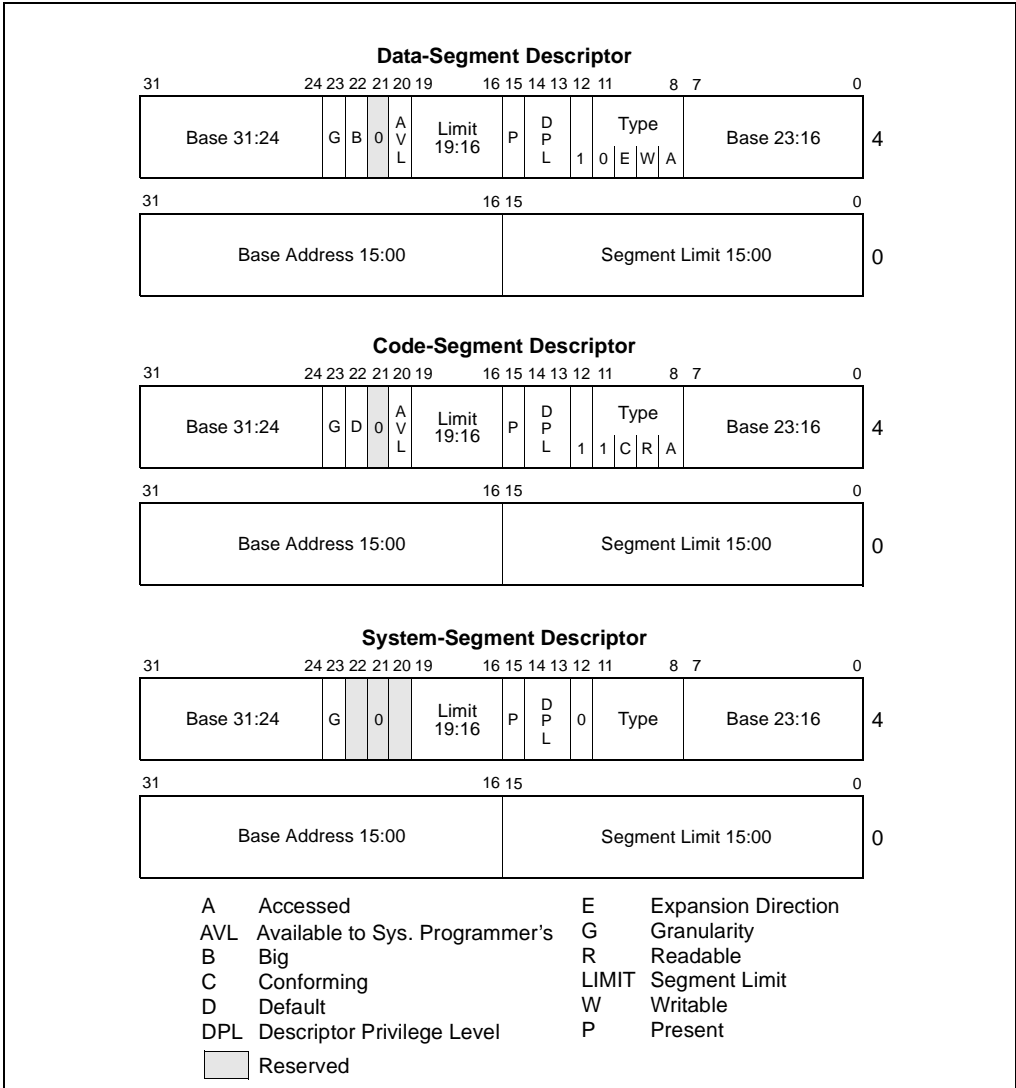 Data-Segment Descriptor
31 24 23 22 21 20 19 16 15 14 13 12 11 8 7 0
Base 31:24 G B 0 A V L Limit 19:16 P D P L 1 Type 0 E W A Base 23:16 4
31 16 15 0
Base Address 15:00 Segment Limit 15:00 0
Code-Segment Descriptor
31 24 23 22 21 20 19 16 15 14 13 12 11 8 7 0
Base 31:24 G D 0 A V L Limit 19:16 P D P L 1 Type 1 C R A Base 23:16 4
31 16 15 0
Base Address 15:00 Segment Limit 15:00 0
System-Segment Descriptor
31 24 23 22 21 20 19 16 15 14 13 12 11 8 7 0
Base 31:24 G 0 Limit 19:16 P D P L 0 Type Base 23:16 4
31 16 15 0
Base Address 15:00 Segment Limit 15:00 0
A Accessed
AVL Available to Sys. Programmer's
B Big
C Conforming
D Default
DPL Descriptor Privilege Level
Reserved
E Expansion Direction
G Granularity
R Readable
LIMIT Segment Limit
W Writable
P Present